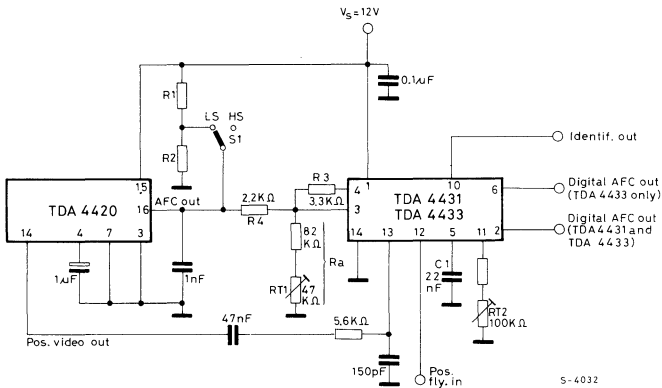 Vs=12V
0.1µF
R1
LS HS
S1
R2
Identif. out
15
TDA 4420
16
AFC out
14 4 7 3
2,2KΩ
R4
R3
3,3KΩ
4 1 10 6
3
TDA 4431
TDA 4433
14 13 12 5 11 2
Digital AFC out
(TDA 4433 only)
Digital AFC out
(TDA4431 and
TDA 4433)
1µF
1nF
82
KΩ
Ra
RT1
47
KΩ
C1
22
nF
RT2
100KΩ
47nF
5,6KΩ
Pos. video out
150pF
Pos.
fly. in
S-4032